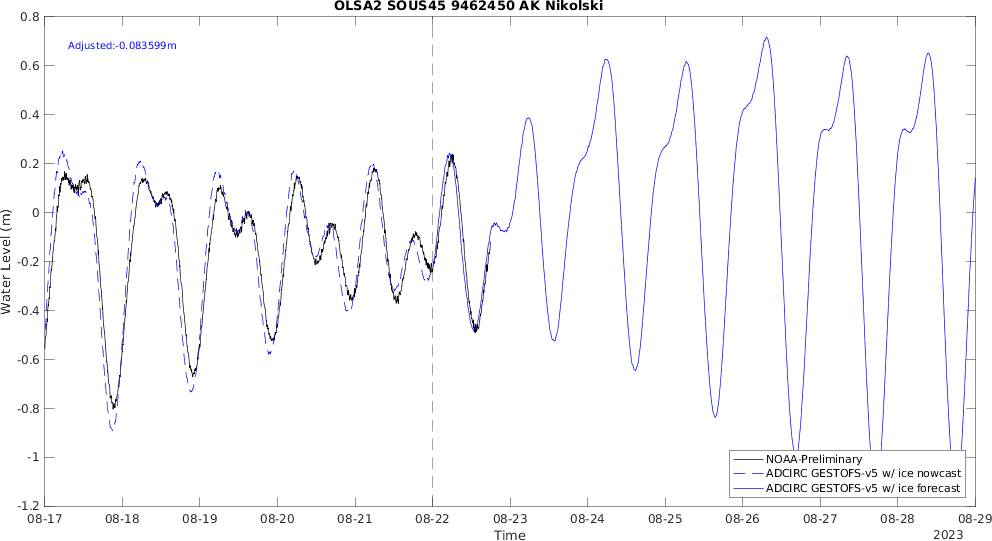 OLSA2 SOUS45 9462450 AK Nikolski
Adjusted:-0.083599m
Water Level (m)
0.8
0.6
0.4
0.2
0
-0.2
-0.4
-0.6
-0.8
-1
-1.2
NOAA-Preliminary
ADCIRC GESTOFS-v5 w/ ice nowcast
ADCIRC GESTOFS-v5 w/ ice forecast
08-17 08-18 08-19 08-20 08-21 08-22 08-23 08-24 08-25 08-26 08-27 08-28 08-29
Time
2023